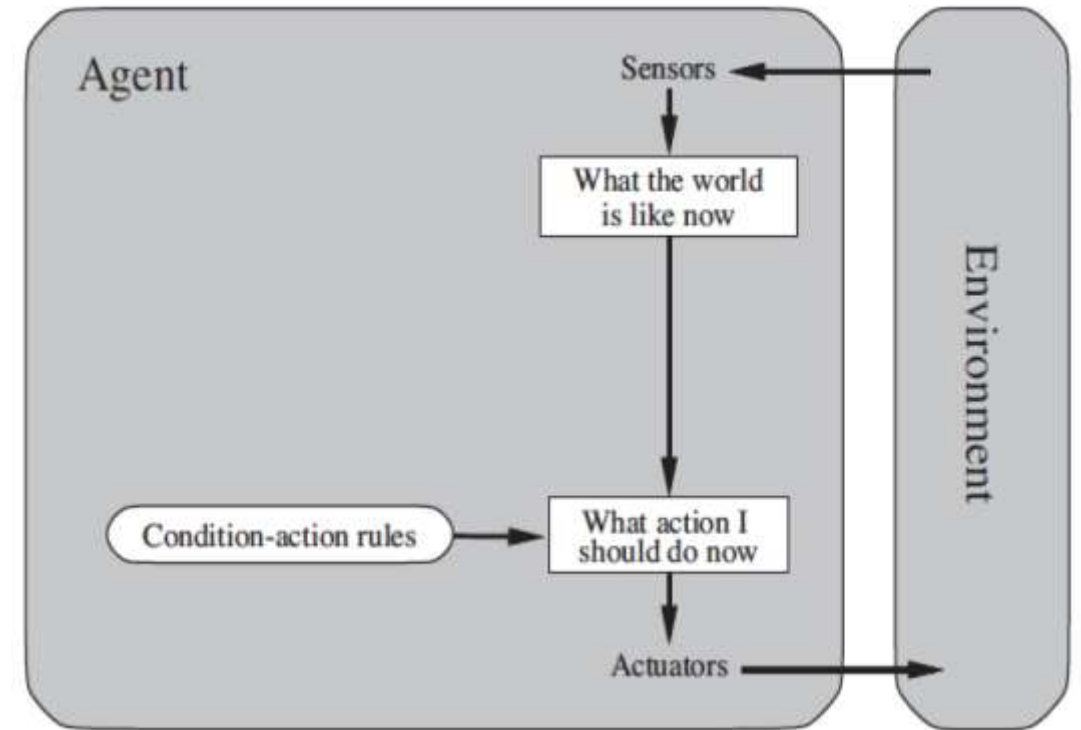 Agent
Sensors
What the world
is like now
Environment
Condition-action rules
What action I
should do now
Actuators